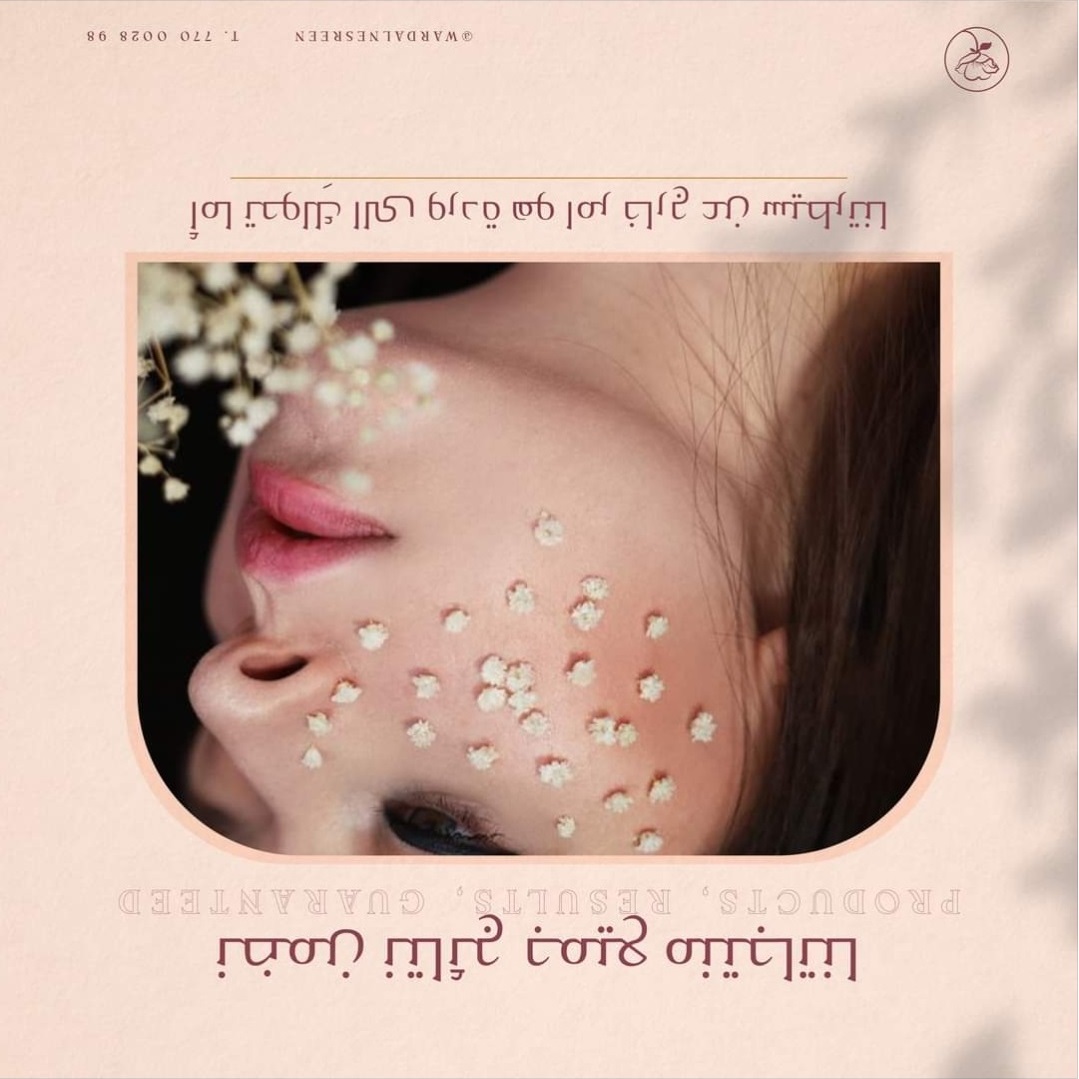 نضمن نتائج جميع منتجاتنا
PRODUCTS, RESULTS, GUARANTEED
أما تحولكِ الى وردة هو امر خارج عن سيطرتنا
@WARDALNESREEN T. 770 0028 98